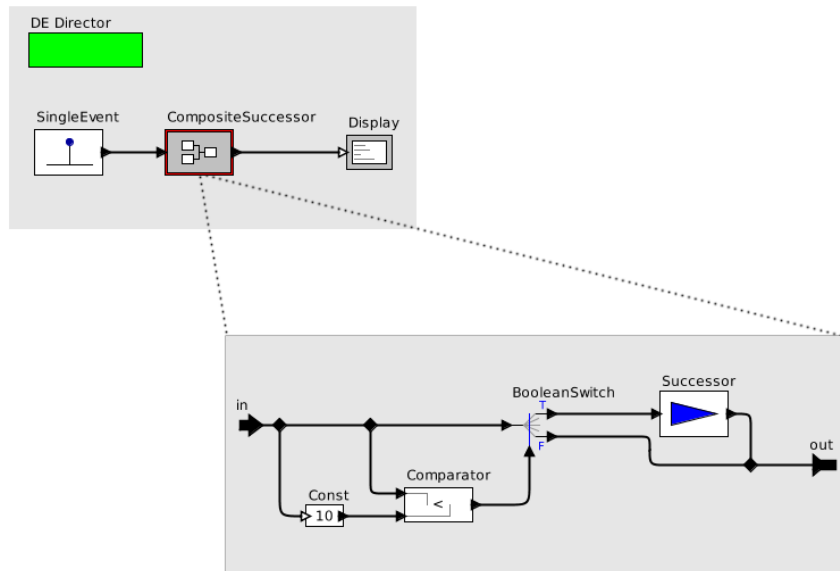 DE Director
SingleEvent
CompositeSuccessor
Display
in
BooleanSwitch
T
F
Successor
out
Comparator
<
Const
10